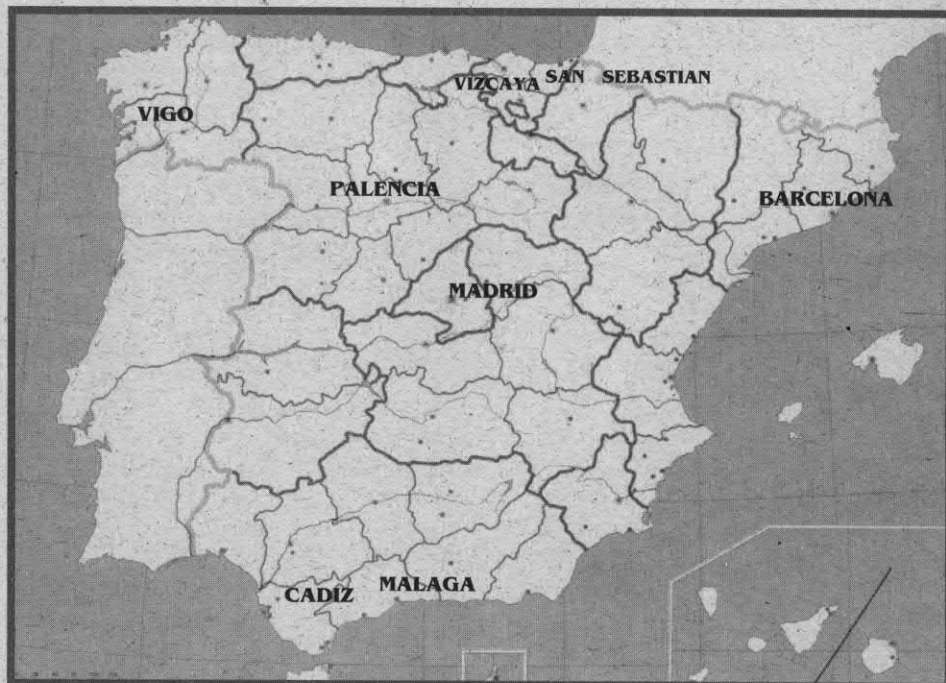 VIZCAYA SAN SEBASTIAN
VIGO
PALENCIA
BARCELONA
MADRID
CADIZ MALAGA